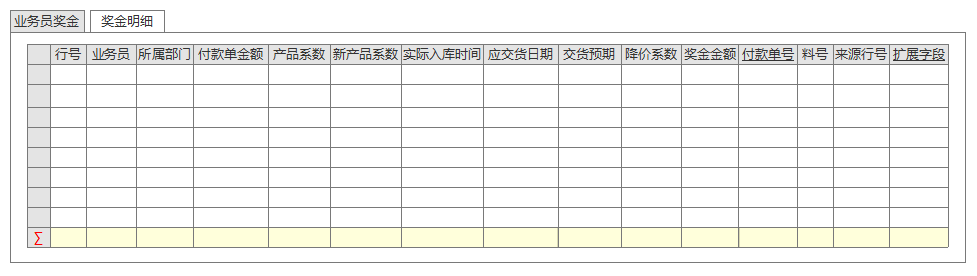 业务员奖金 奖金明细
行号 业务员 所属部门 付款单金额 产品系数 新产品系数 实际入库时间 应交货日期 交货预期 降价系数 奖金金额 付款单号 料号 来源行号 扩展字段
∑